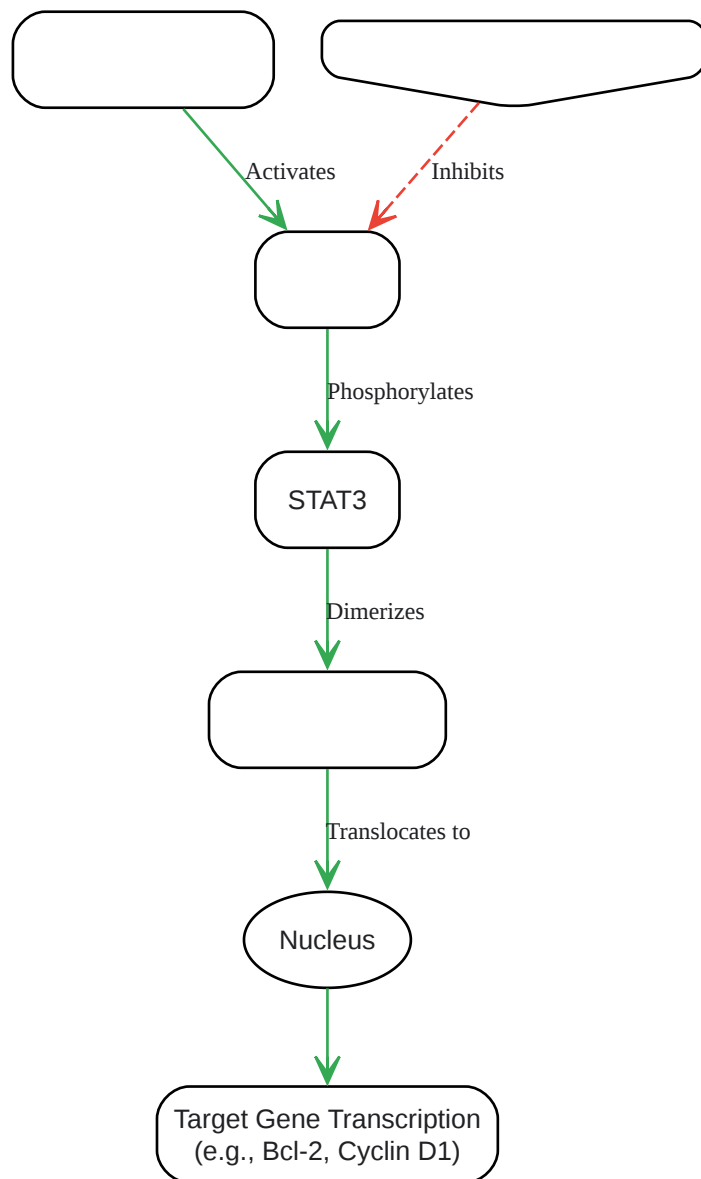 Activates
Inhibits
Phosphorylates
STAT3
Dimerizes
Translocates to
Nucleus
Target Gene Transcription
(e.g., Bcl-2, Cyclin D1)